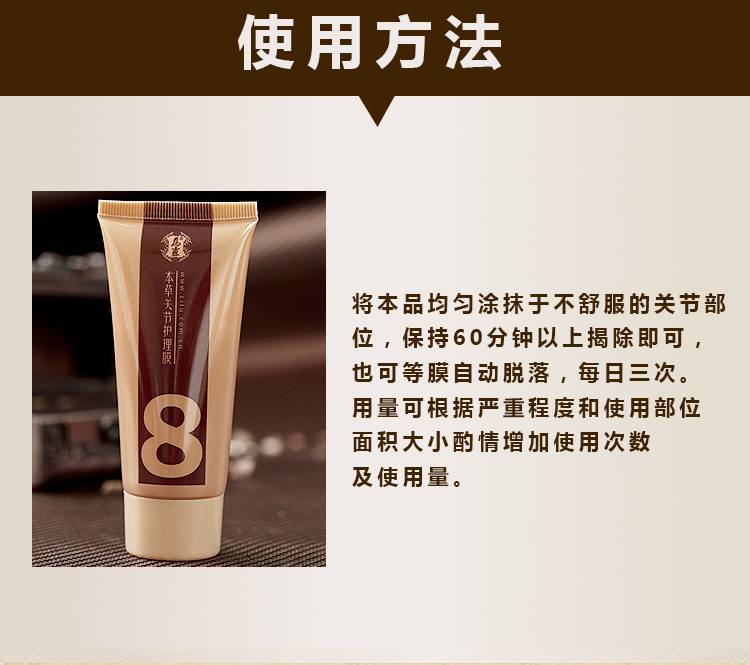 使用方法
本草关节护理膜
8
将本品均匀涂抹于不舒服的关节部
位，保持60分钟以上揭除即可，
也可等膜自动脱落，每日三次。
用量可根据严重程度和使用部位
面积大小酌情增加使用次数
及使用量。